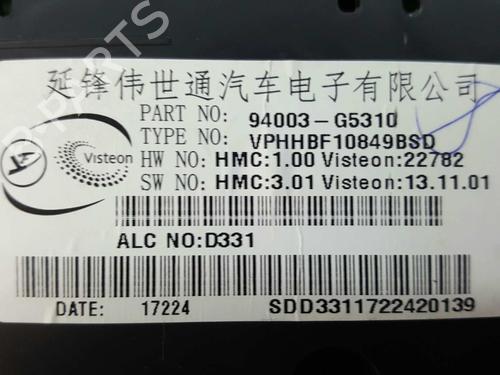 延锋伟世通汽车电子有限公司
PART NO: 94003-G5310
TYPE NO: VPHHBF10849BSD
Visteon
HW NO: HMC:1.00 Visteon:22782
SW NO: HMC:3.01 Visteon:13.11.01
ALC NO:D331
DATE: 17224 SDD3311722420139